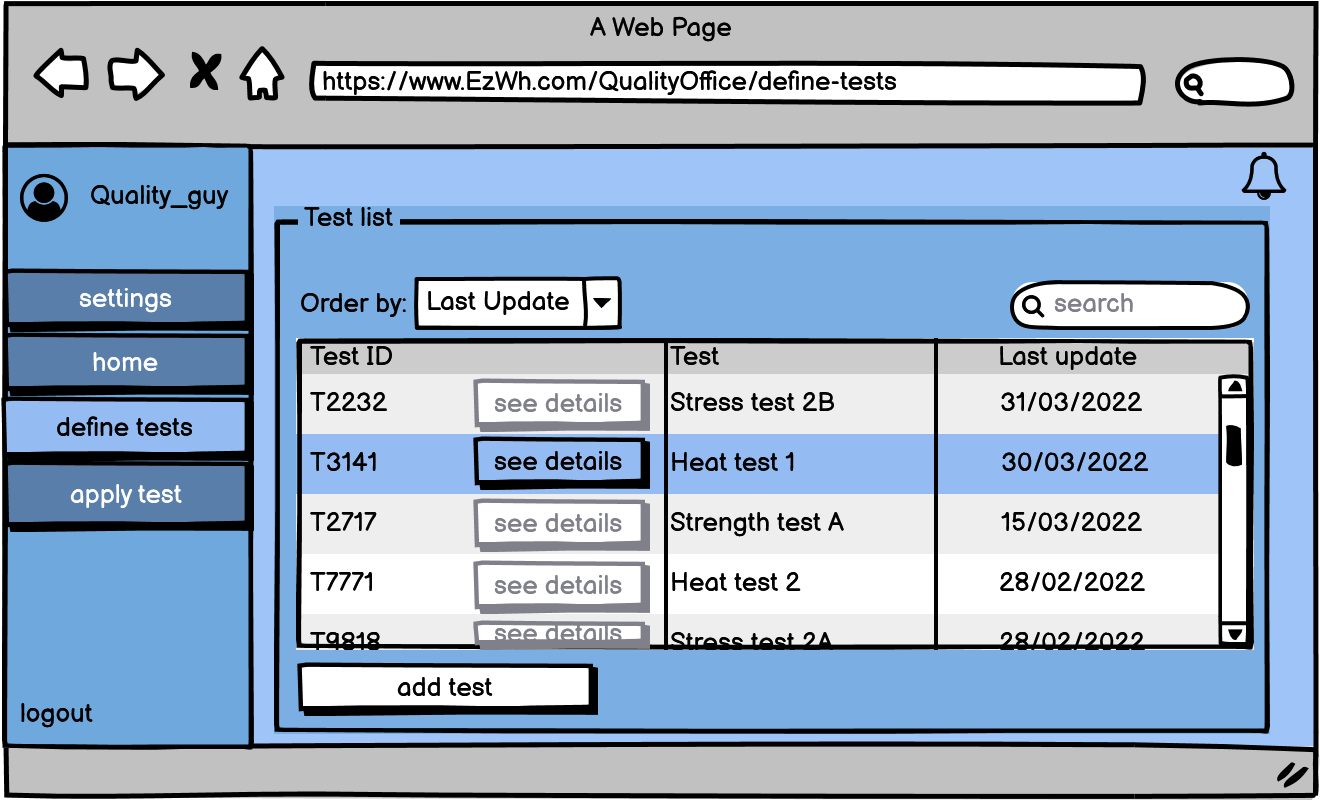 A Web Page
https://www.EzWh.com/QualityOffice/define-tests
Quality_guy
settings
home
define tests
apply test
logout
Test list
Order by: Last Update search
Test ID Test Last update
T2232 see details Stress test 2B 31/03/2022
T3141 see details Heat test 1 30/03/2022
T2717 see details Strength test A 15/03/2022
T7771 see details Heat test 2 28/02/2022
T9818 see details Stress test 2A 28/02/2022
add test